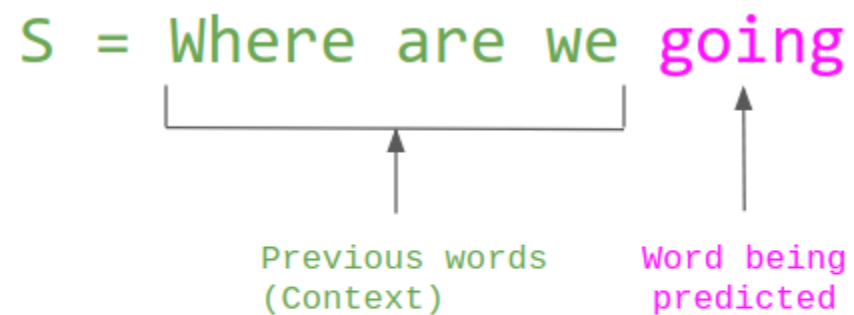 S = Where are we going
Previous words
(Context)
Word being
predicted